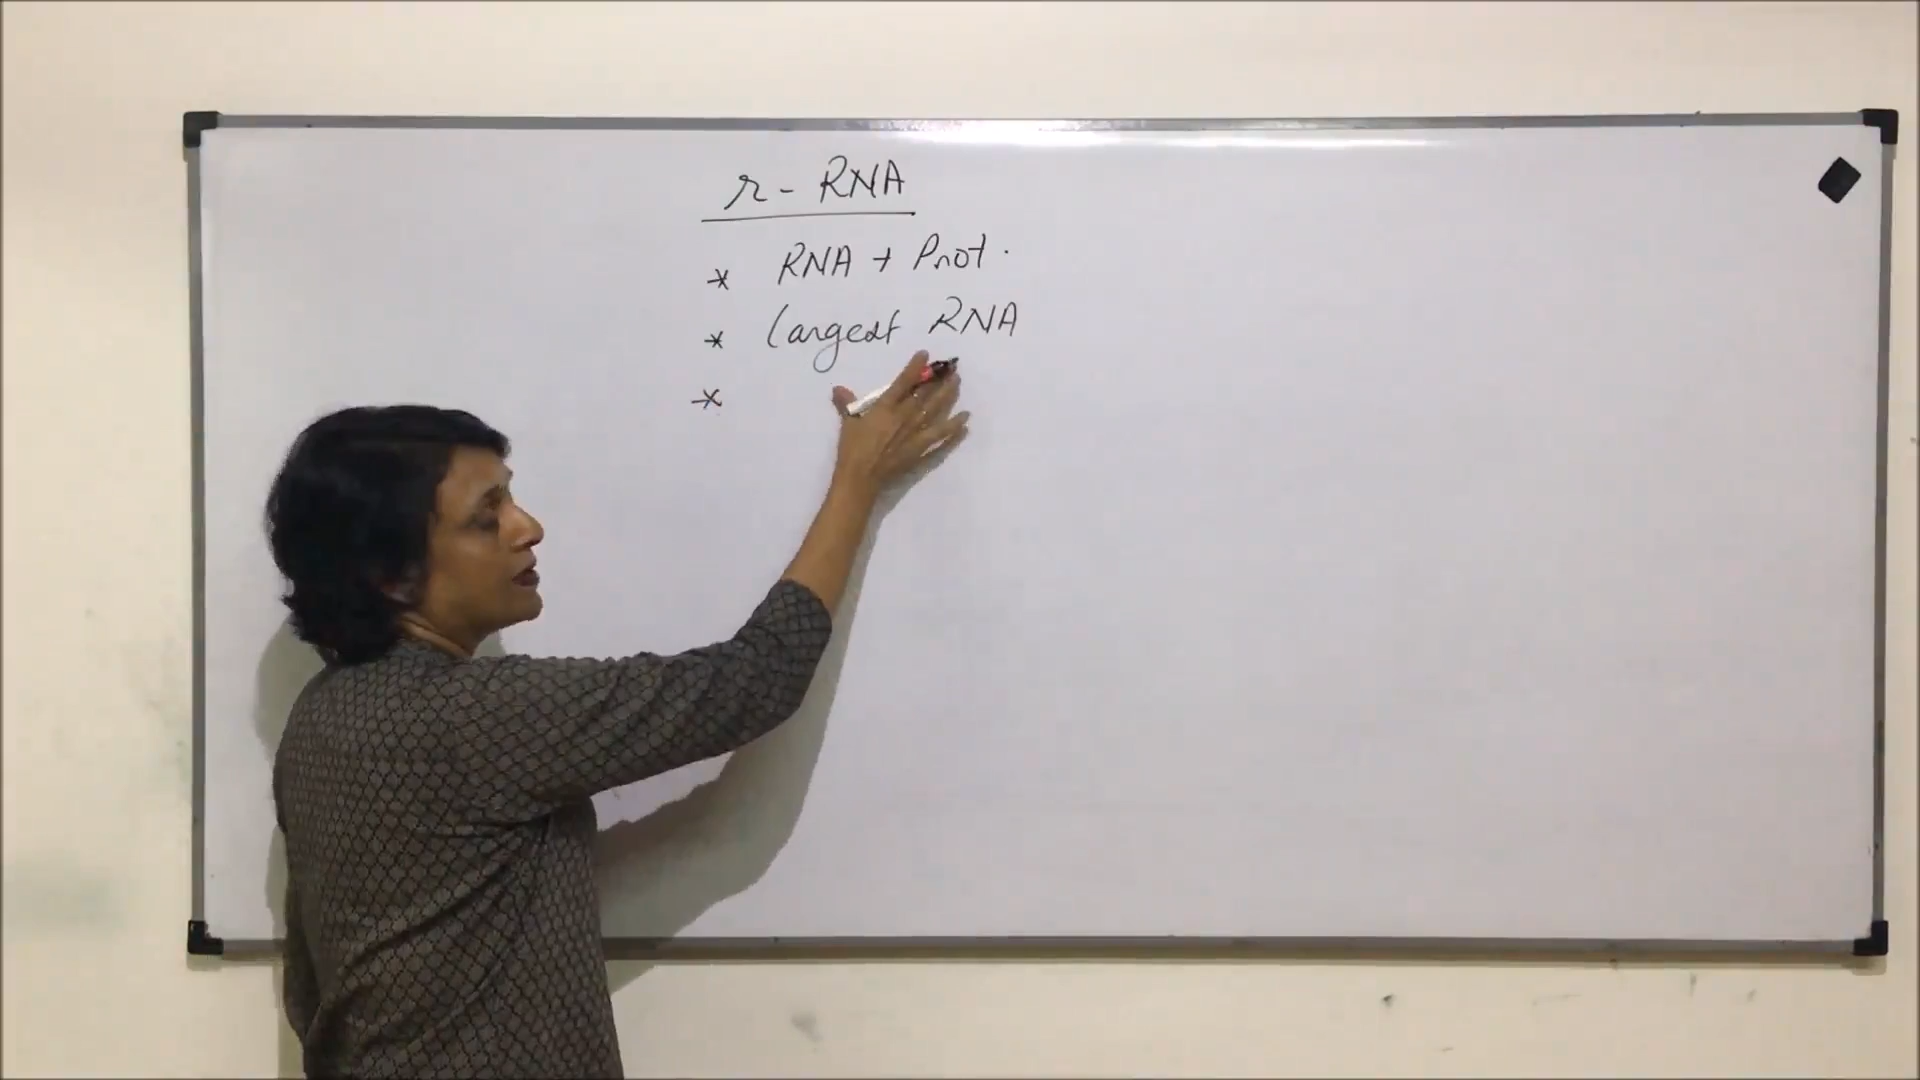 r - RNA
* RNA + Prot.
* largest RNA
*